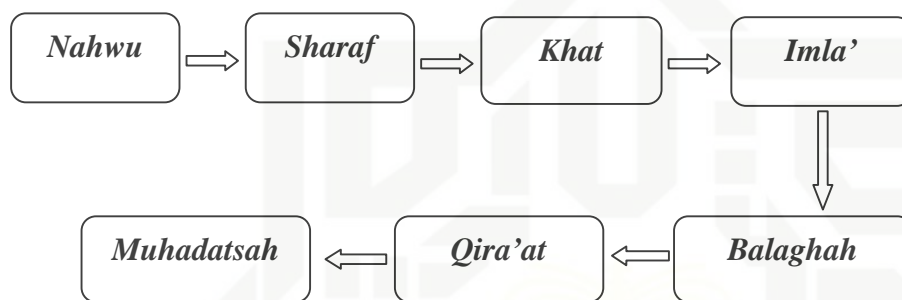 Nahwu
Sharaf
Khat
Imla’
Balaghah
Qira’at
Muhadatsah